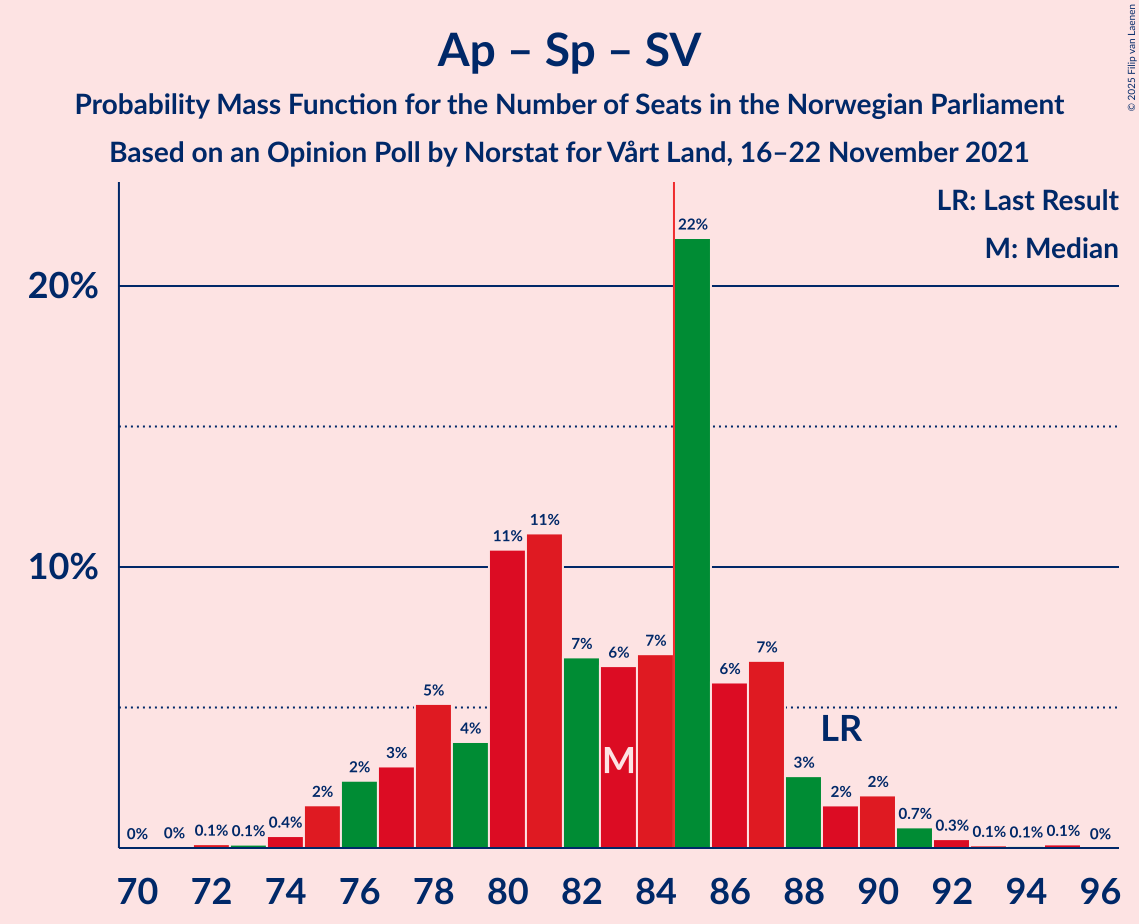 Ap – Sp – SV
Probability Mass Function for the Number of Seats in the Norwegian Parliament
Based on an Opinion Poll by Norstat for Vårt Land, 16–22 November 2021
© 2025 Filip van Laenen
LR: Last Result
M: Median
20%
10%
0% 0% 0.1% 0.1% 0.4% 2% 2% 3% 5% 4% 11% 11% 7% 6% 7% 22% 6% 7% 3% 2% 2% 0.7% 0.3% 0.1% 0.1% 0.1% 0%
LR
M
70 72 74 76 78 80 82 84 86 88 90 92 94 96